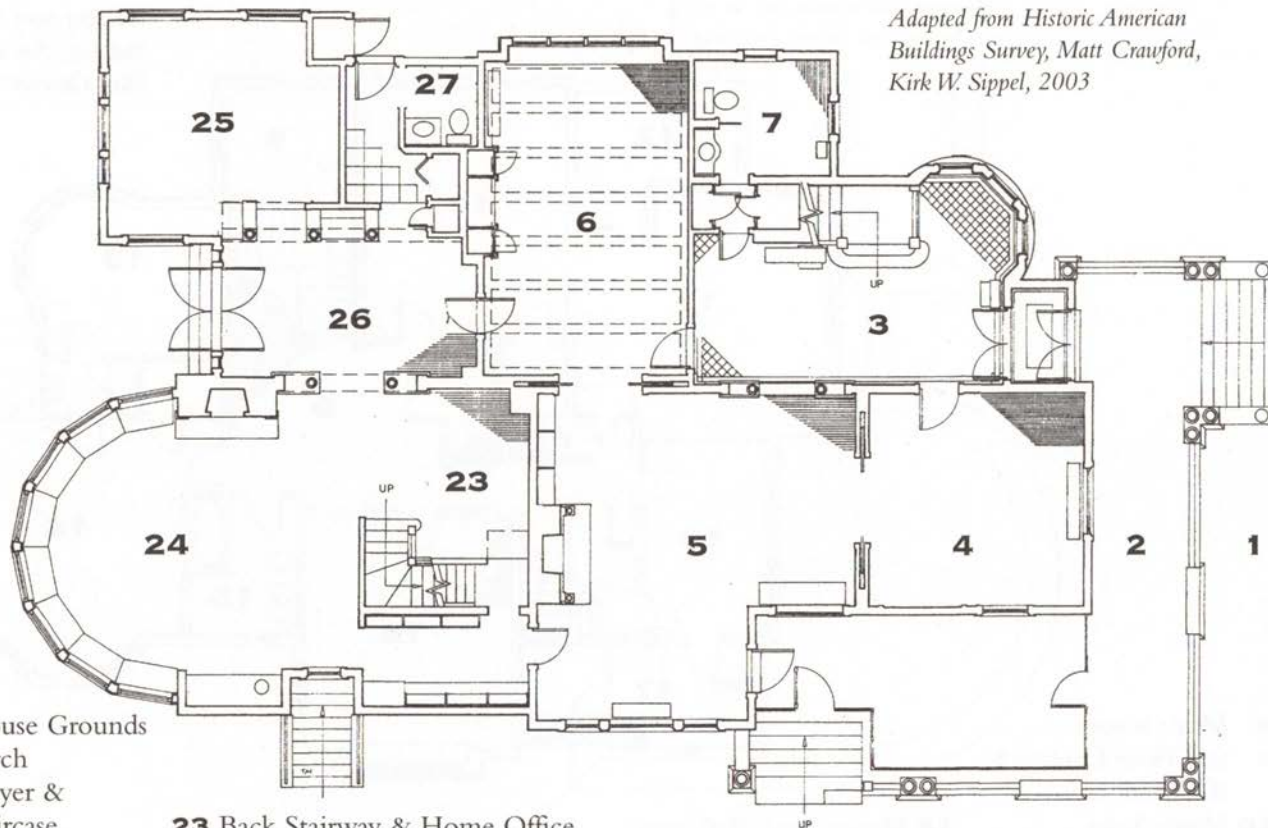 Adapted from Historic American
Buildings Survey, Matt Crawford,
Kirk W. Sippel, 2003
25
27
7
6
UP
3
26
UP
23
24
5
4
2
1
use Grounds
rch
yer &
ircase
23 Back Stairway & Home Office
UP